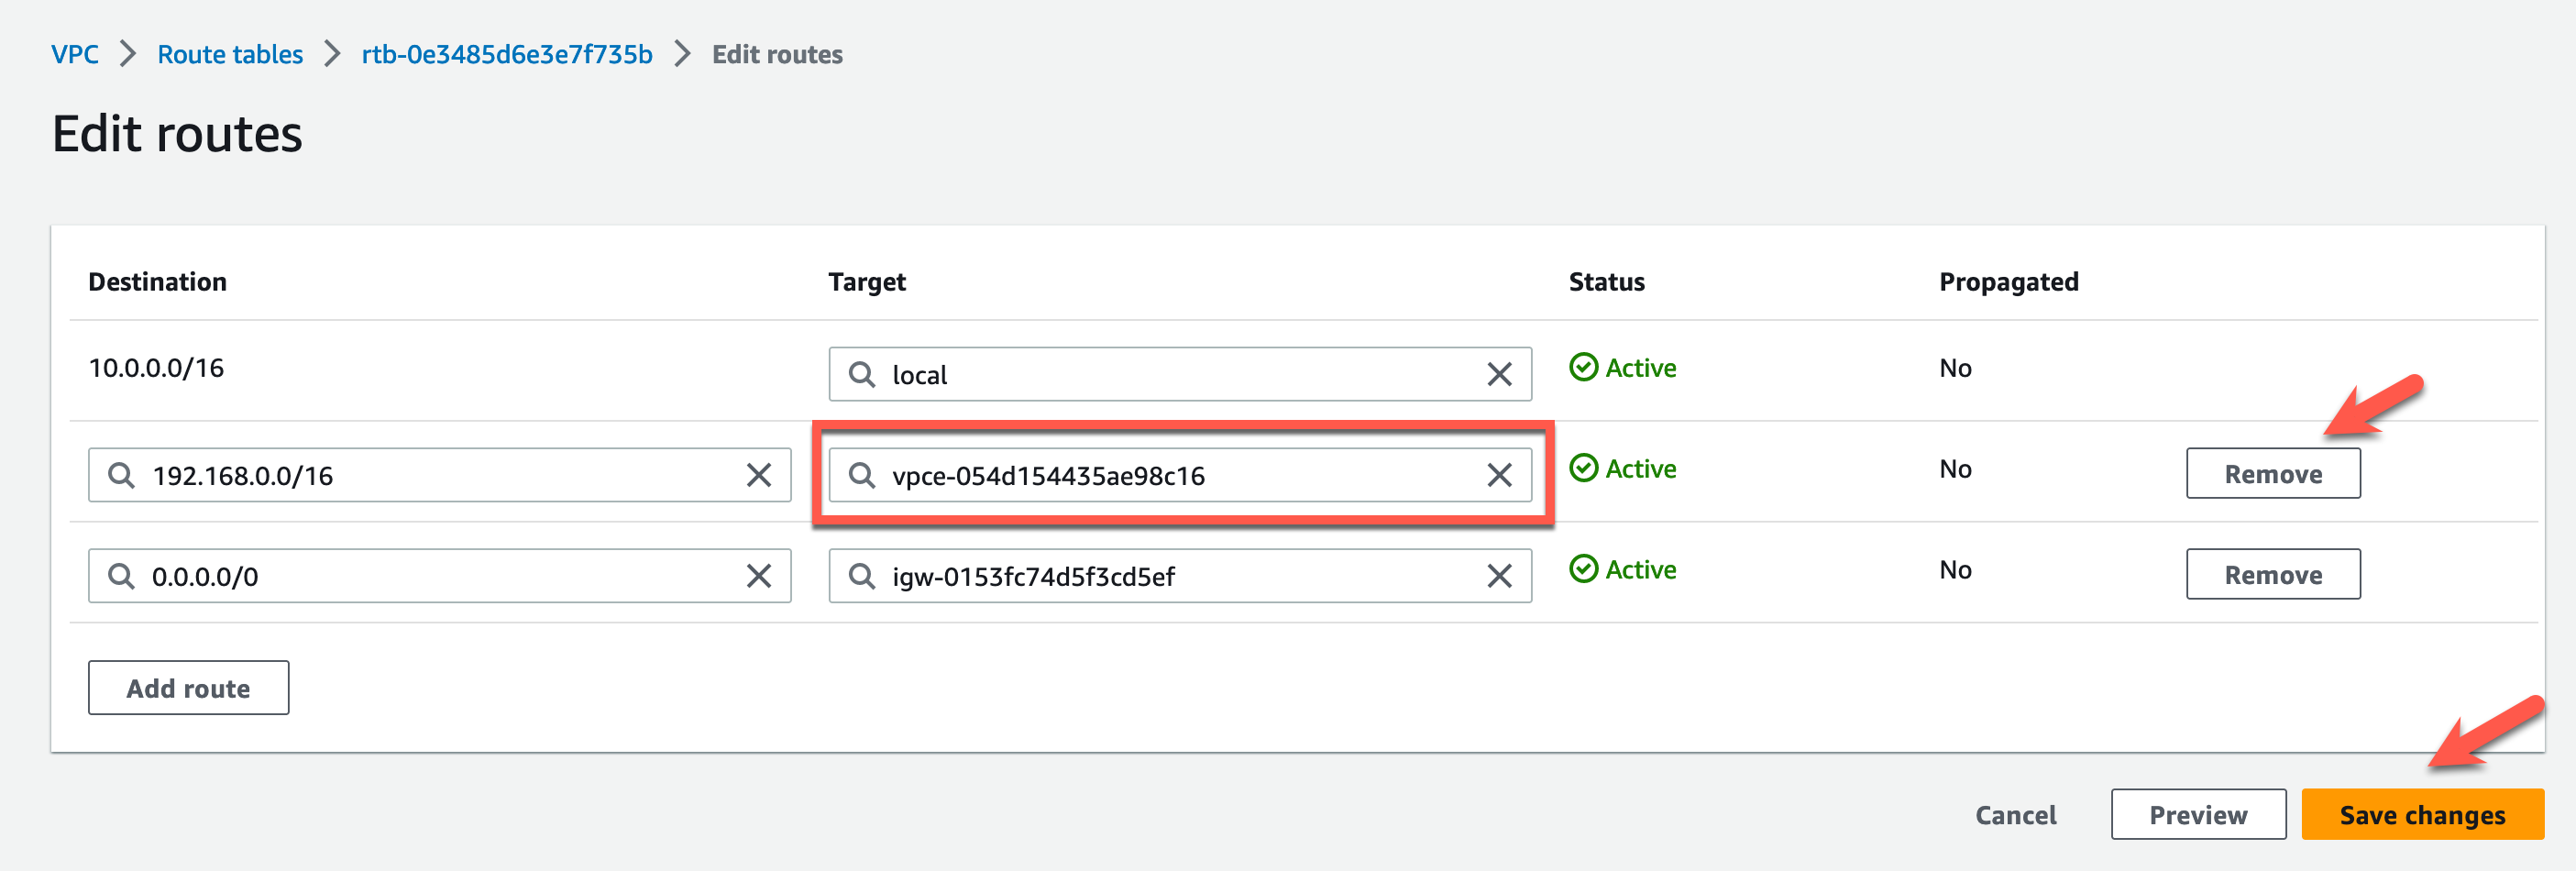 VPC Route tables rtb-0e3485d6e3e7f735b Edit routes
Edit routes
Destination Target Status Propagated
10.0.0.0/16 local Active No
192.168.0.0/16 vpce-054d154435ae98c16 Active No Remove
0.0.0.0/0 igw-0153fc74d5f3cd5ef Active No Remove
Add route
Cancel Preview Save changes